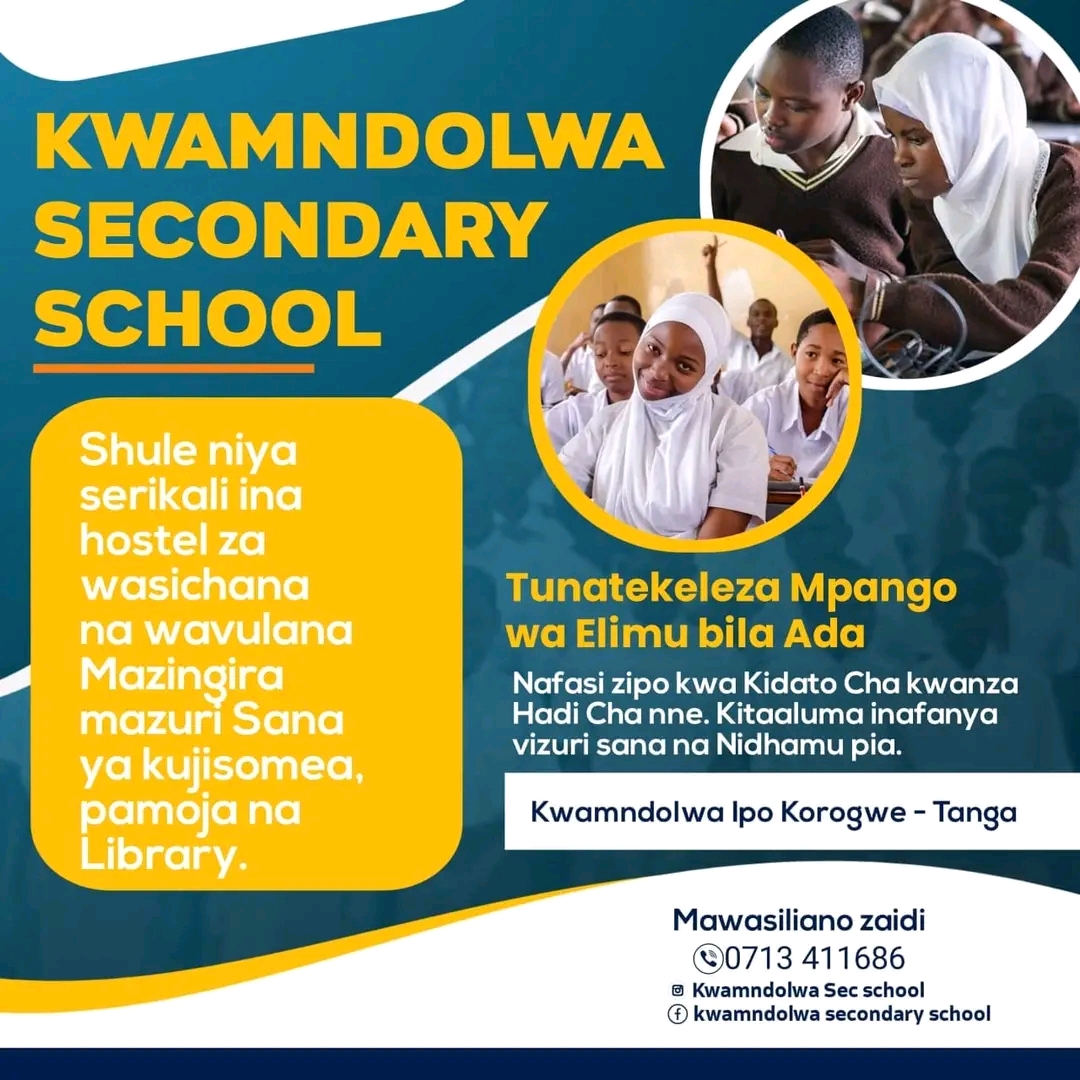 KWAMNDOLWA
SECONDARY
SCHOOL
Shule niya
serikali ina
hostel za
wasichana
na wavulana
Mazingira
mazuri Sana
ya kujisomea,
pamoja na
Library.
Tunatekeleza Mpango
wa Elimu bila Ada
Nafasi zipo kwa Kidato Cha kwanza
Hadi Cha nne. Kitaaluma inafanya
vizuri sana na Nidhamu pia.
Kwamndolwa Ipo Korogwe - Tanga
Mawasiliano zaidi
0713 411686
Kwamndolwa Sec school
kwamndolwa secondary school